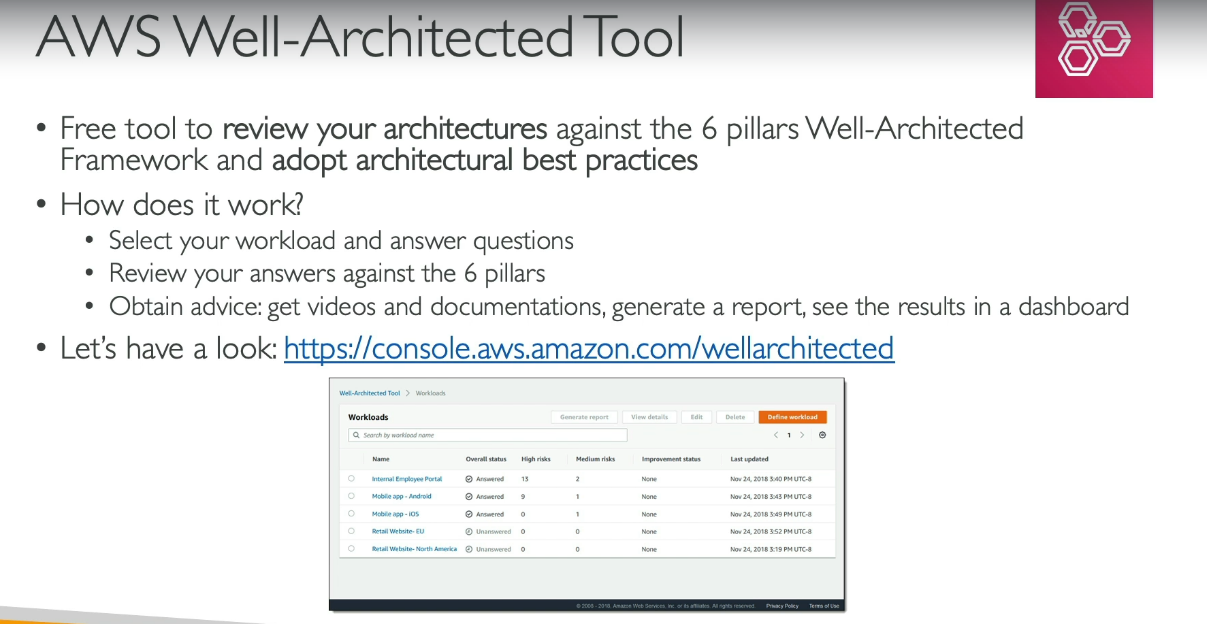 AWS Well-Architected Tool
• Free tool to review your architectures against the 6 pillars Well-Architected
Framework and adopt architectural best practices
• How does it work?
• Select your workload and answer questions
• Review your answers against the 6 pillars
• Obtain advice: get videos and documentations, generate a report, see the results in a dashboard
• Let's have a look: https://console.aws.amazon.com/wellarchitected
Well-Architected Tool > Workloads
Workloads Generate report View details Edit Delete Define workload
Search by workload name < 1 >
Name Overall status High risks Medium risks Improvement status Last updated
Internal Employee Portal Answered 13 2 None Nov 24, 2018 3:40 PM UTC-8
Mobile app - Android Answered 9 1 None Nov 24, 2018 3:43 PM UTC-8
Mobile app - iOS Answered 0 1 None Nov 24, 2018 3:49 PM UTC-8
Retail Website- EU Unanswered 0 0 None Nov 24, 2018 3:52 PM UTC-8
Retail Website- North America Unanswered 0 0 None Nov 24, 2018 3:19 PM UTC-8
© 2008 - 2018, Amazon Web Services, Inc. or its affiliates. All rights reserved. Privacy Policy Terms of Use